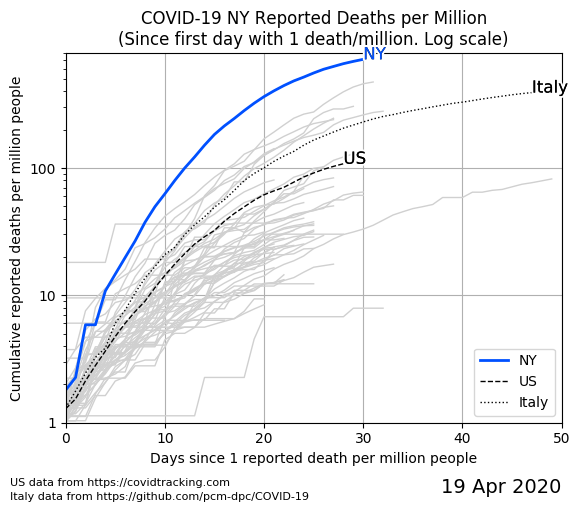 COVID-19 NY Reported Deaths per Million
(Since first day with 1 death/million. Log scale)
NY
Italy
US
Cumulative reported deaths per million people
100
10
1
NY
US
Italy
0 10 20 30 40 50
Days since 1 reported death per million people
US data from https://covidtracking.com
Italy data from https://github.com/pcm-dpc/COVID-19
19 Apr 2020